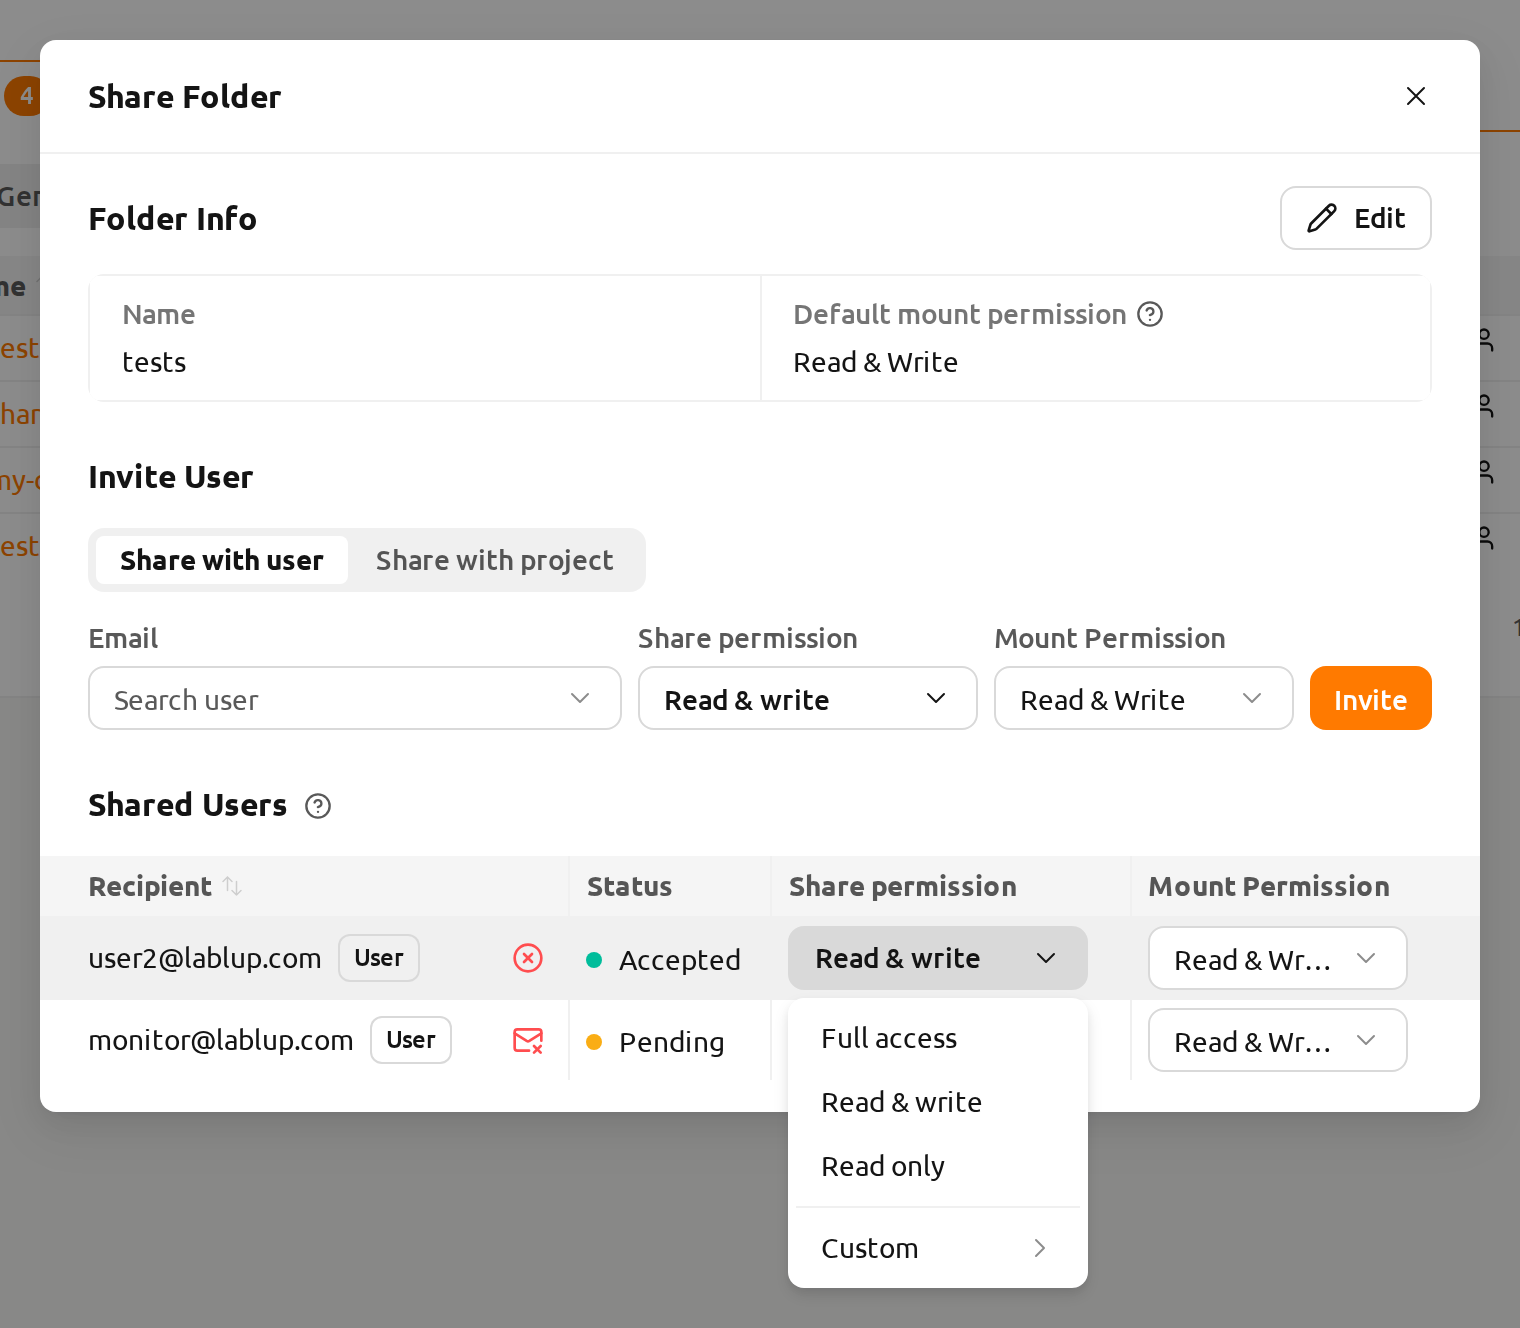 4
Share Folder
Folder Info
Edit
Name
Default mount permission
tests
Read & Write
Invite User
Share with user
Share with project
Email
Share permission
Mount Permission
Search user
Read & write
Read & Write
Invite
Shared Users
Recipient
Status
Share permission
Mount Permission
user2@lablup.com
User
Accepted
Read & write
Read & Wr...
monitor@lablup.com
User
Pending
Read & Wr...
Full access
Read & write
Read only
Custom